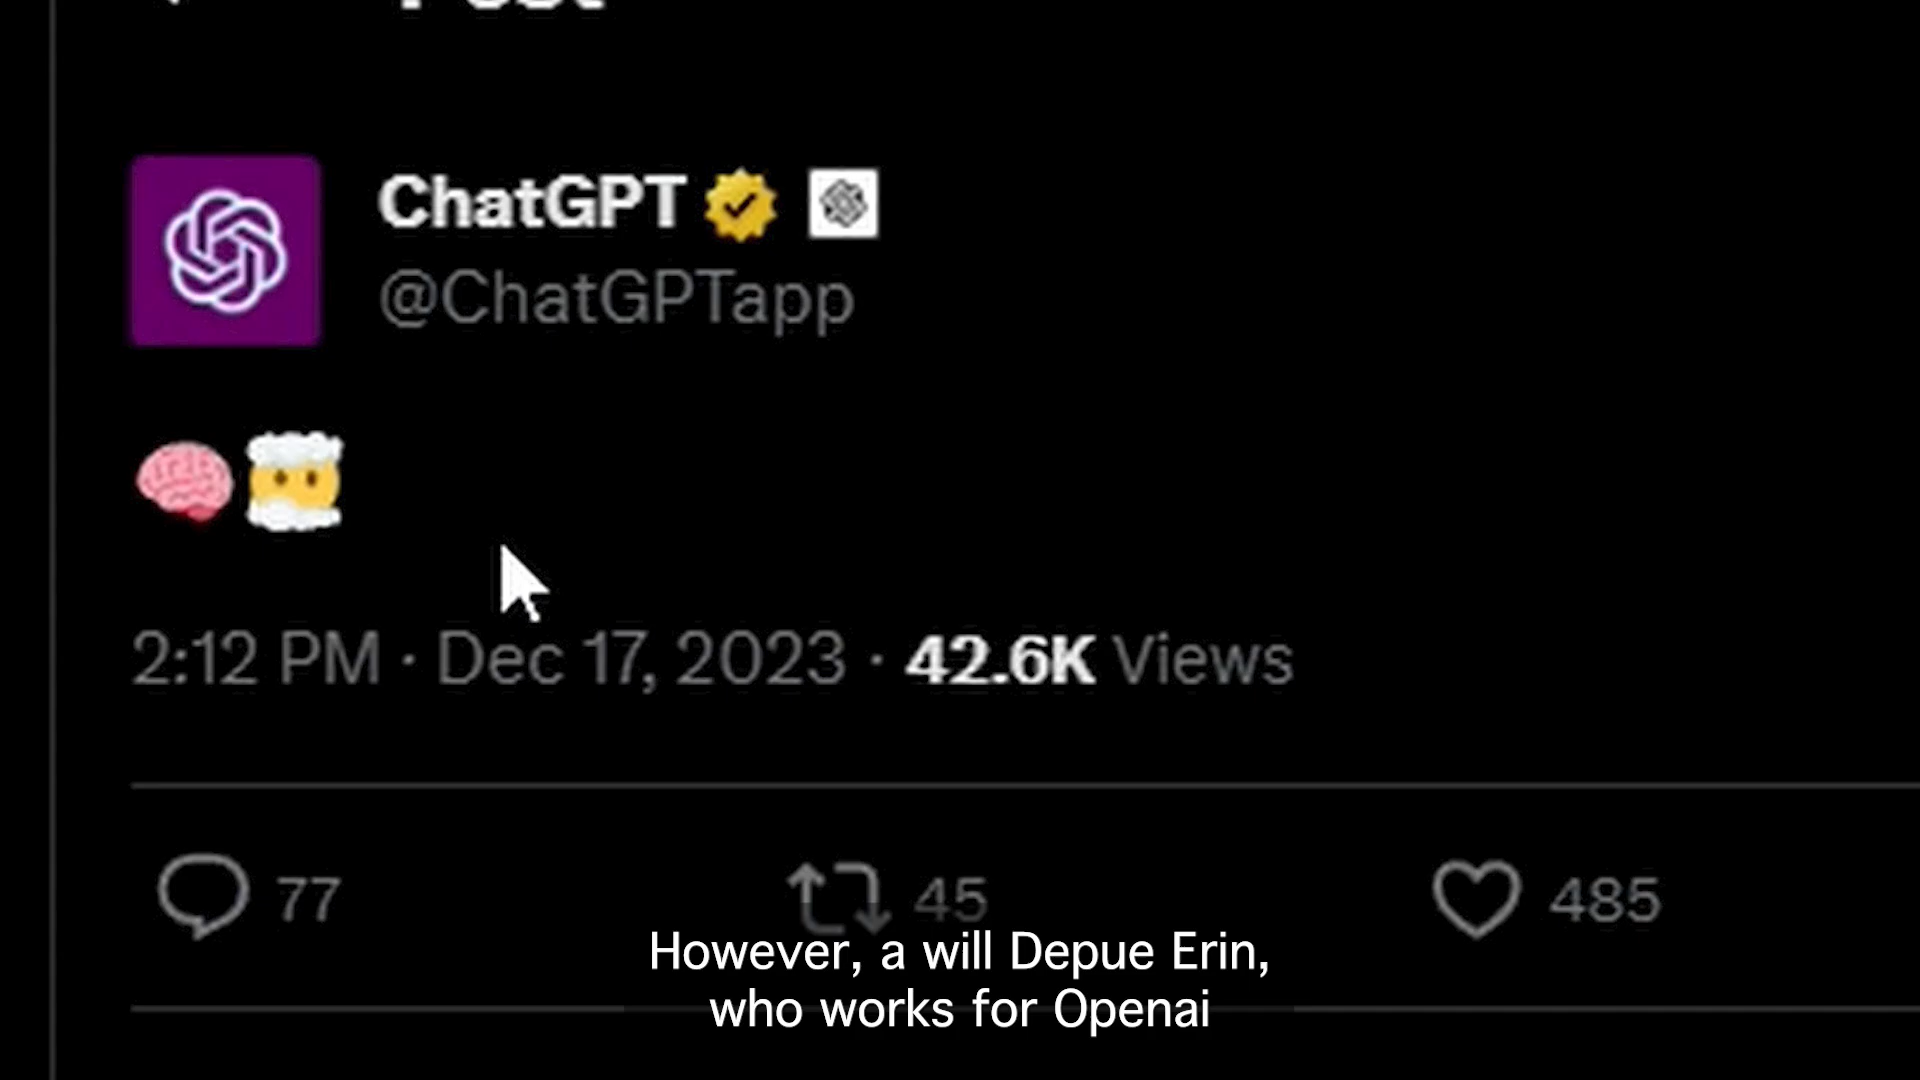 Post
ChatGPT
@ChatGPTapp
2:12 PM · Dec 17, 2023 · 42.6K Views
77 45 485
However, a will Depue Erin,
who works for Openai